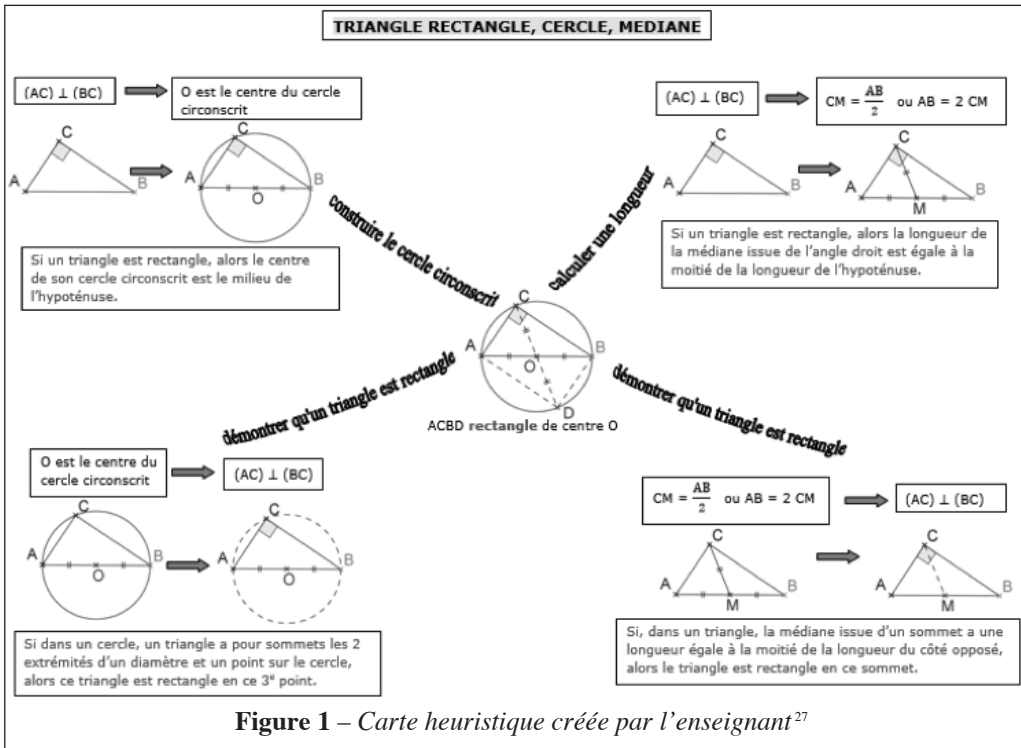 TRIANGLE RECTANGLE, CERCLE, MEDIANE
(AC) ⊥ (BC)
O est le centre du cercle
circonscrit
C
A
B
C
A
B
O
Si un triangle est rectangle, alors le centre
de son cercle circonscrit est le milieu de
l'hypoténuse.
construire le cercle circonscrit
(AC) ⊥ (BC)
CM = AB/2 ou AB = 2 CM
C
A
B
C
A
B
M
Si un triangle est rectangle, alors la longueur de
la médiane issue de l'angle droit est égale à la
moitié de la longueur de l'hypoténuse.
calculer une longueur
C
A
B
O
D
ACBD rectangle de centre O
démontrer qu'un triangle est rectangle
O est le centre du
cercle circonscrit
(AC) ⊥ (BC)
C
A
B
O
C
A
B
O
Si dans un cercle, un triangle a pour sommets les 2
extrémités d'un diamètre et un point sur le cercle,
alors ce triangle est rectangle en ce 3e point.
démontrer qu'un triangle est rectangle
CM = AB/2 ou AB = 2 CM
(AC) ⊥ (BC)
C
A
B
M
C
A
B
M
Si, dans un triangle, la médiane issue d'un sommet a une
longueur égale à la moitié de la longueur du côté opposé,
alors le triangle est rectangle en ce sommet.
Figure 1 – Carte heuristique créée par l'enseignant27